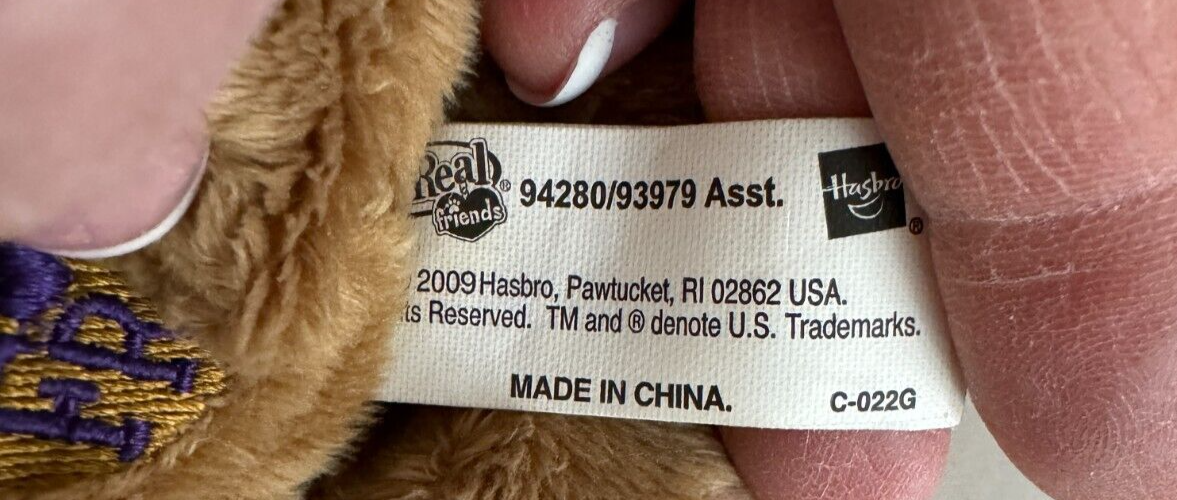 Real
friends®
94280/93979 Asst.
Hasbro
®
2009 Hasbro, Pawtucket, RI 02862 USA.
ts Reserved. TM and ® denote U.S. Trademarks.
MADE IN CHINA.
C-022G